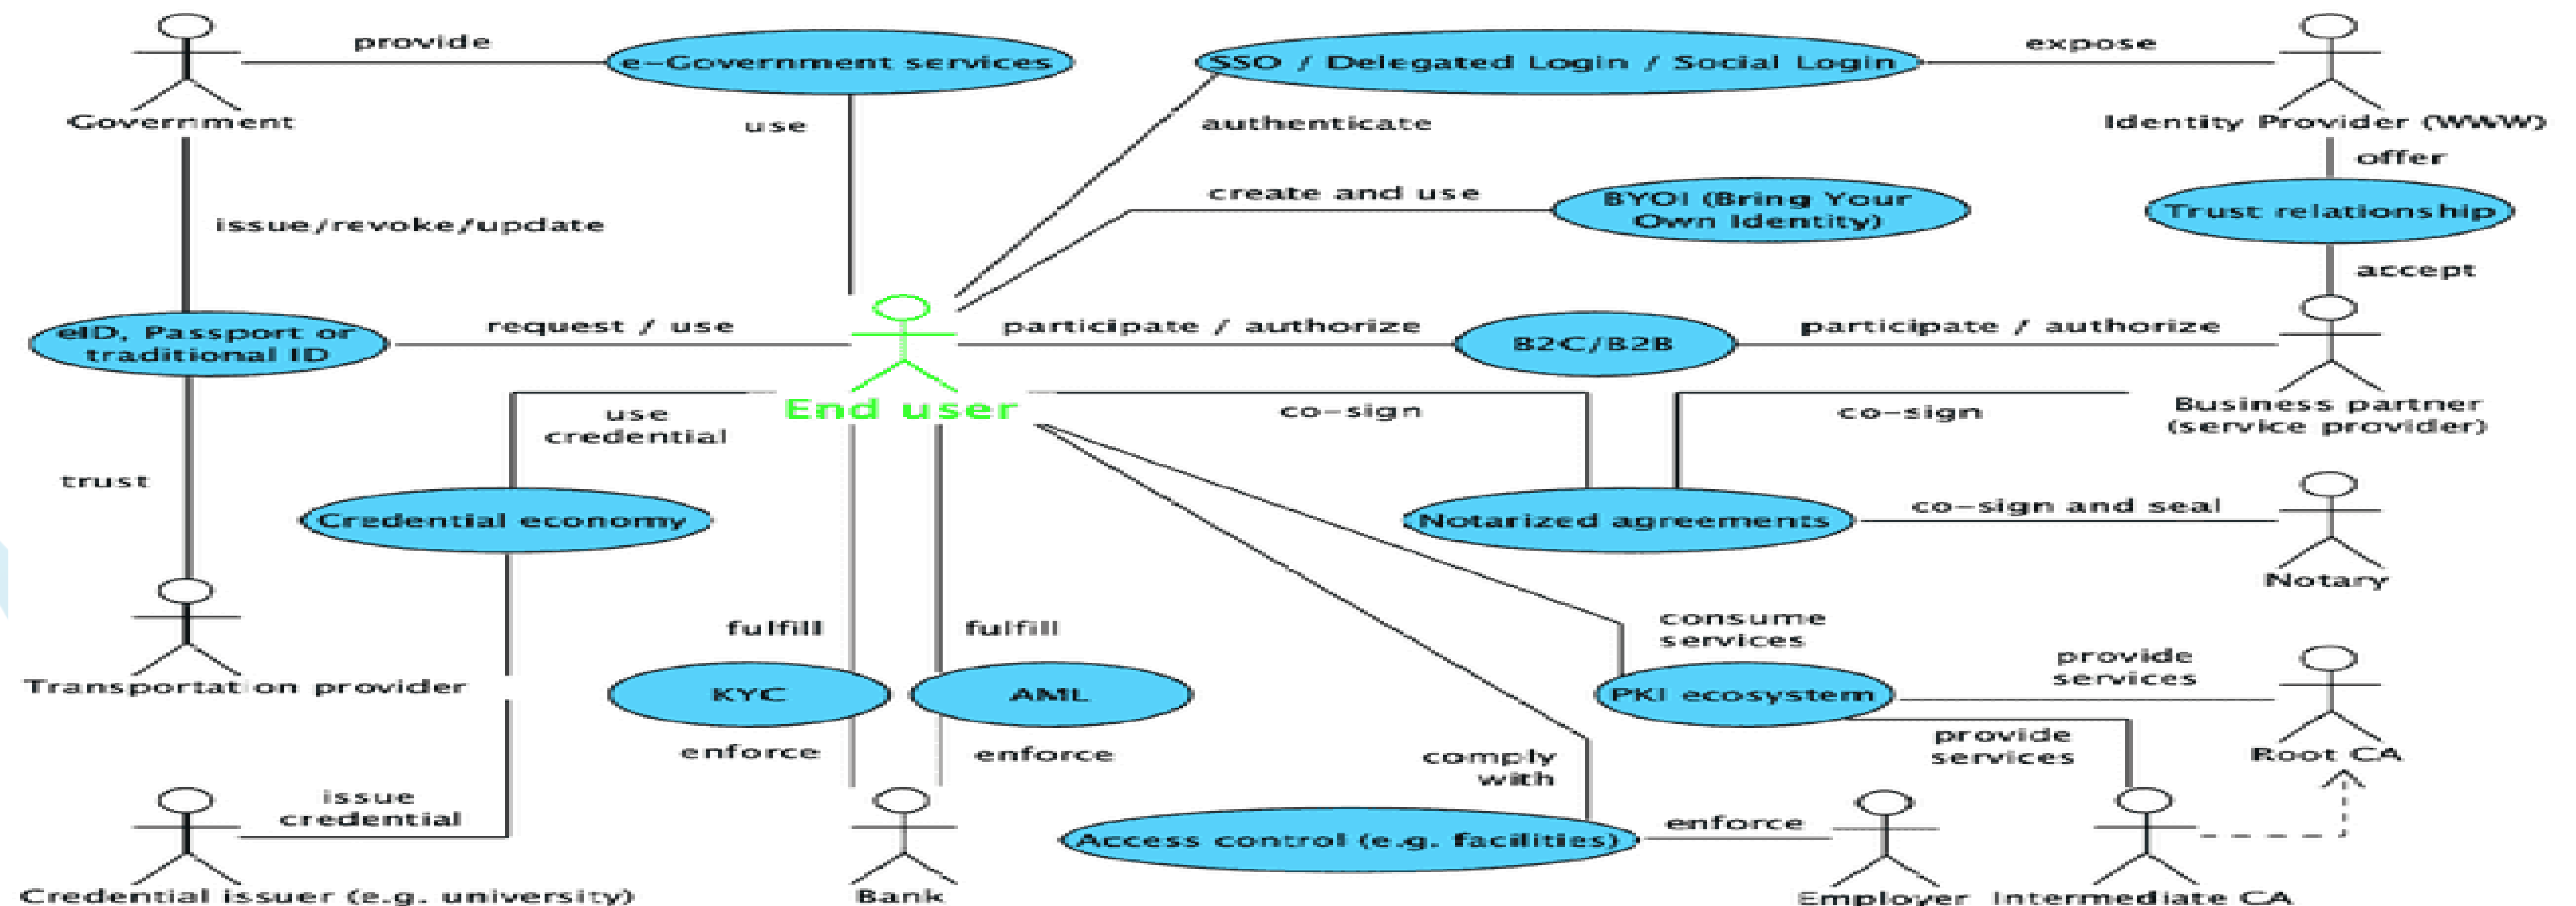 provide
e-Government services
SSO / Delegated Login / Social Login
expose
Government
use
authenticate
Identity Provider (WWW)
offer
create and use
BYOI (Bring Your
Own Identity)
Trust relationship
issue/revoke/update
accept
eID, Passport or
traditional ID
request / use
participate / authorize
B2C/B2B
participate / authorize
End user
use
credential
co-sign
co-sign
Business partner
(service provider)
trust
Credential economy
Notarized agreements
co-sign and seal
Notary
fulfill
fulfill
consume
services
provide
services
Transportation provider
KYC
AML
PKI ecosystem
enforce
enforce
comply
with
provide
services
Root CA
issue
credential
Access control (e.g. facilities)
enforce
Credential issuer (e.g. university)
Bank
Employer
Intermediate CA